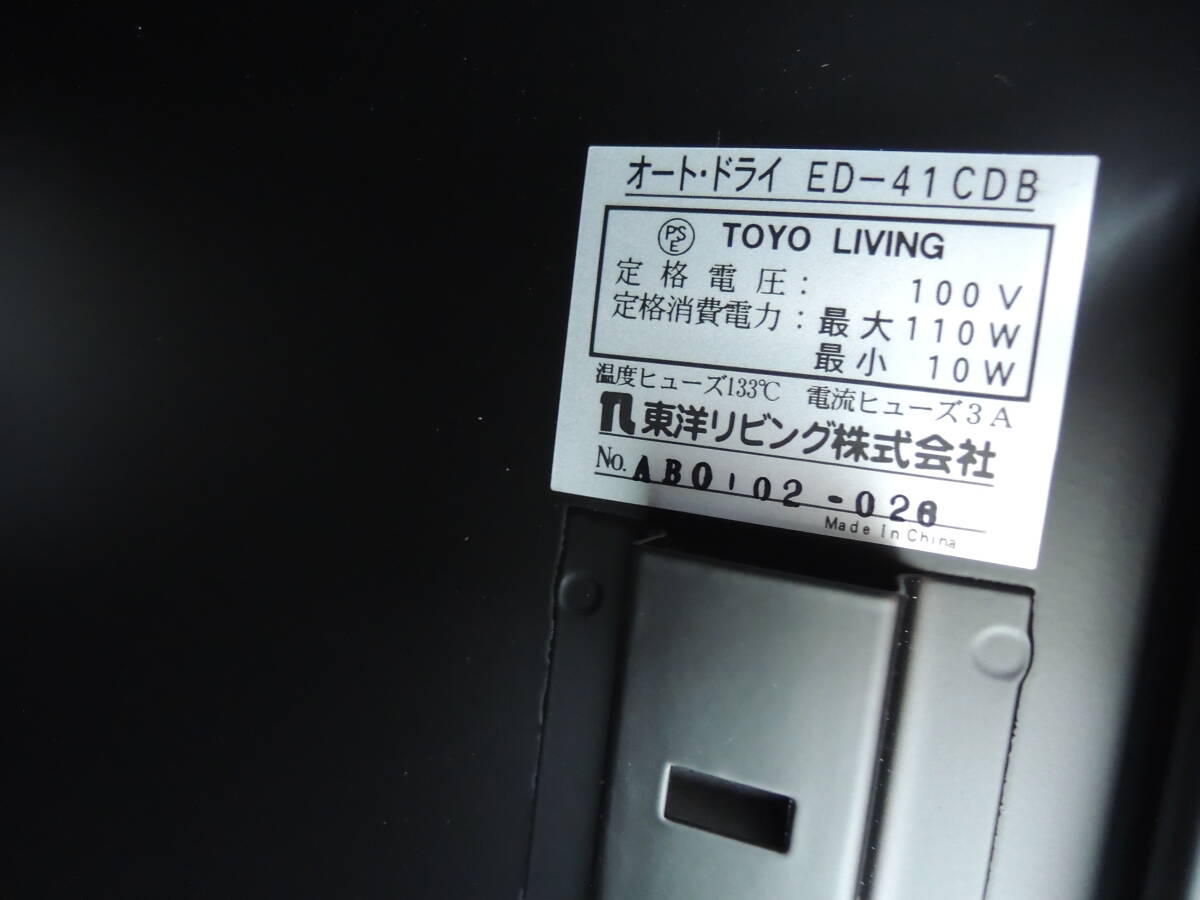 オート・ドライ ED-41CDB
PSE TOYO LIVING
定格電圧: 100V
定格消費電力: 最大110W
最小 10W
温度ヒューズ133℃ 電流ヒューズ3A
東洋リビング株式会社
No. AB0102-026
Made In China